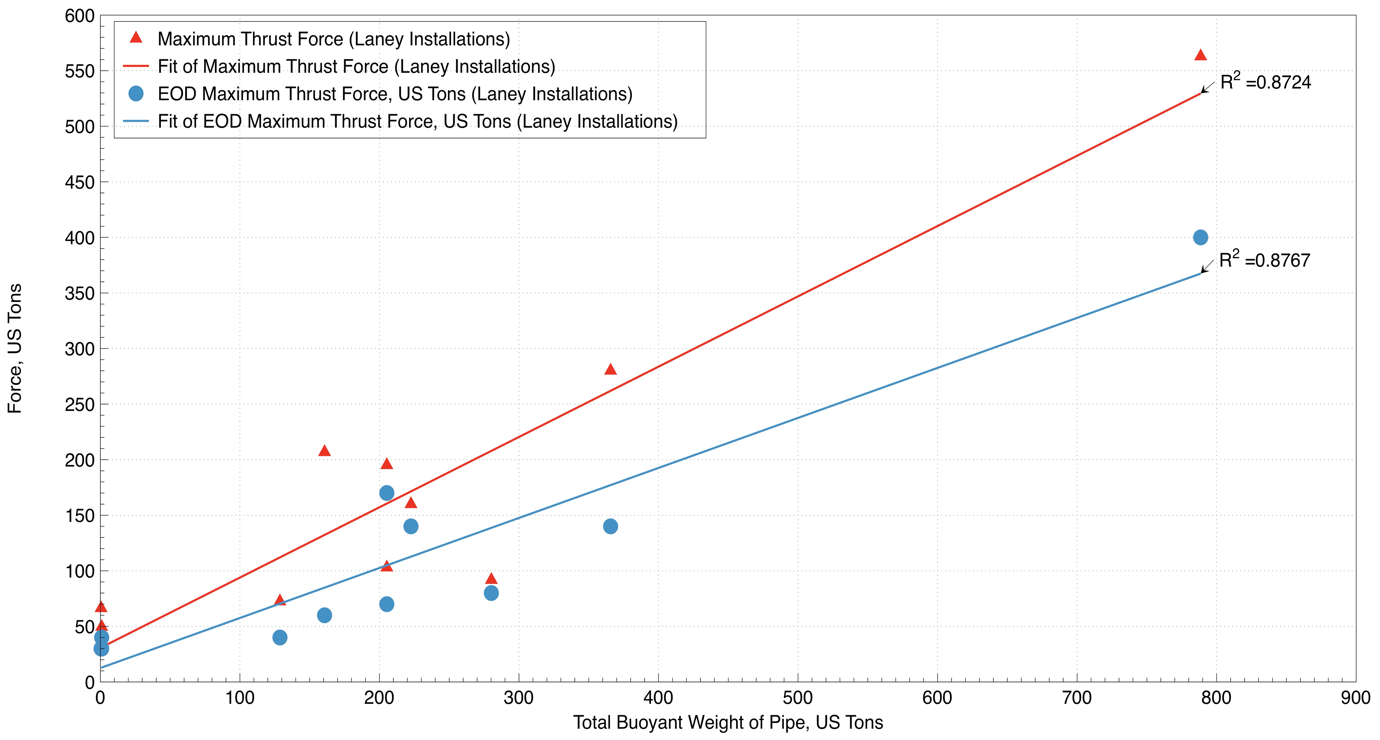 600
550
500
450
400
350
300
250
200
150
100
50
0
Force, US Tons
Maximum Thrust Force (Laney Installations)
Fit of Maximum Thrust Force (Laney Installations)
EOD Maximum Thrust Force, US Tons (Laney Installations)
Fit of EOD Maximum Thrust Force, US Tons (Laney Installations)
R² =0.8724
R² =0.8767
0 100 200 300 400 500 600 700 800 900
Total Buoyant Weight of Pipe, US Tons